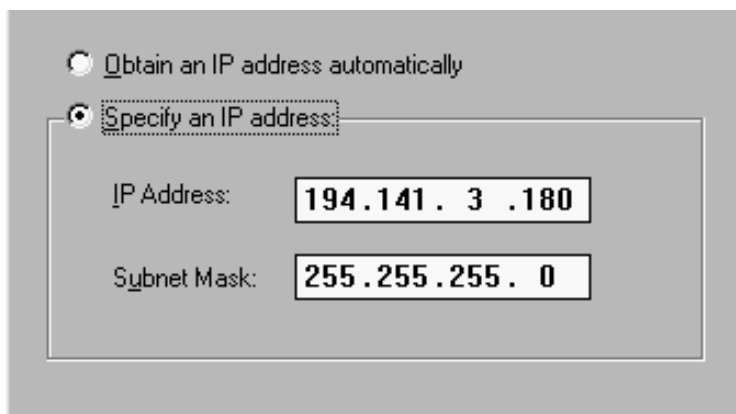 Obtain an IP address automatically
Specify an IP address:
IP Address: 194.141. 3 .180
Subnet Mask: 255.255.255. 0